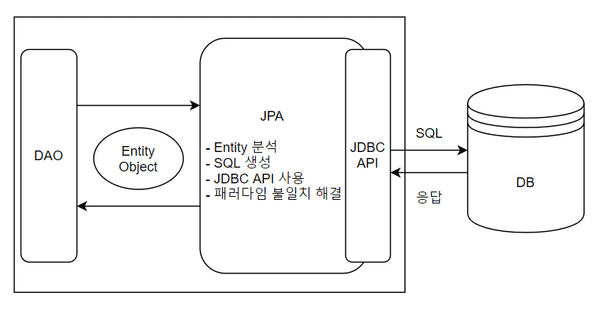 DAO
Entity
Object
JPA
- Entity 분석
- SQL 생성
- JDBC API 사용
- 패러다임 불일치 해결
JDBC
API
SQL
응답
DB